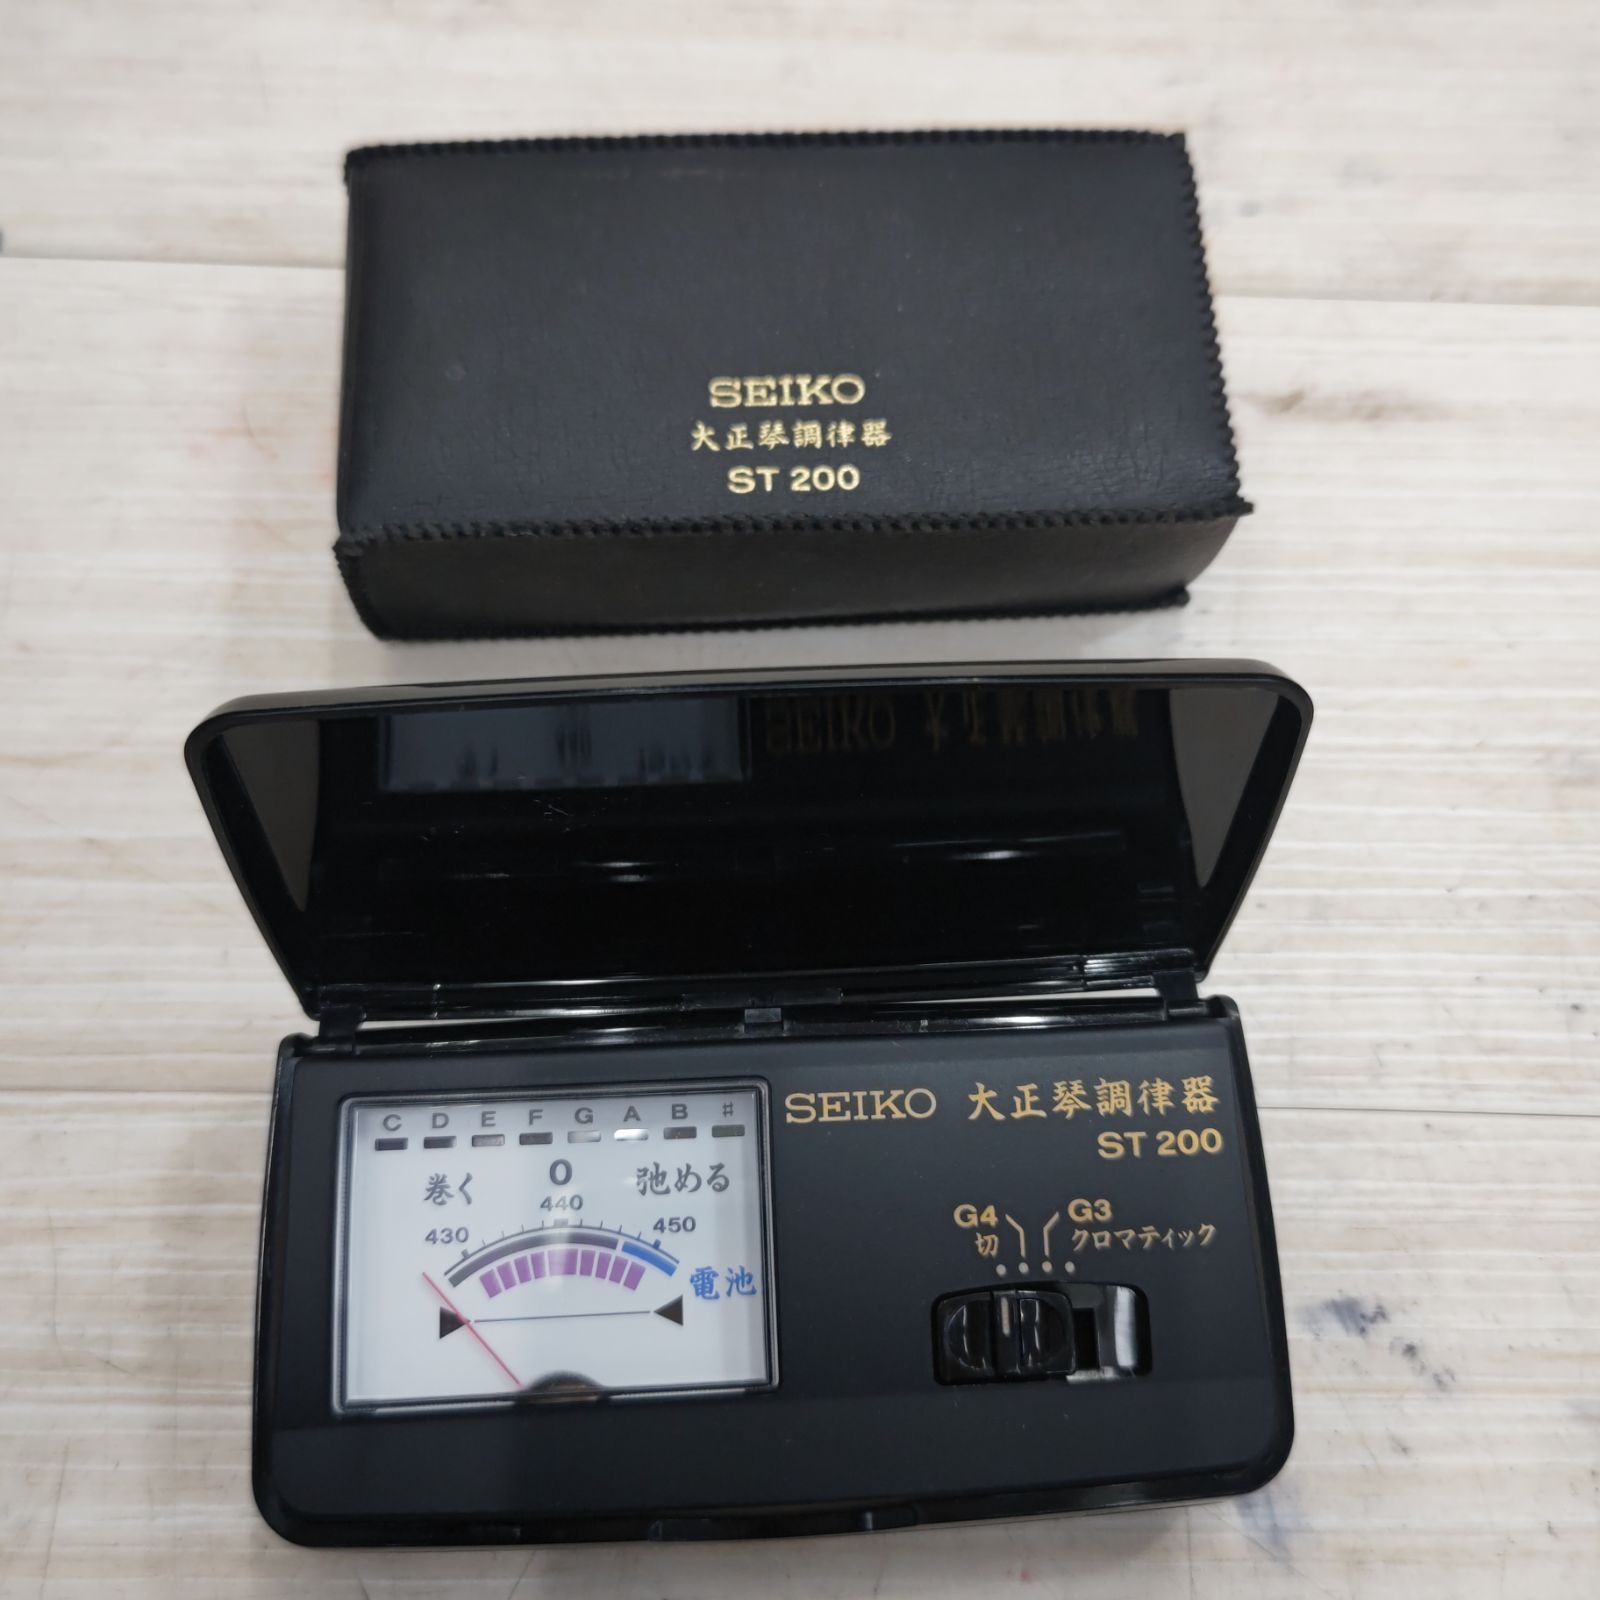 SEIKO
大正琴調律器
ST 200
SEIKO 大正琴調律器
ST 200
C D E F G A B #
巻く 0 弛める
430 440 450
電池
G4 G3
切 クロマティック